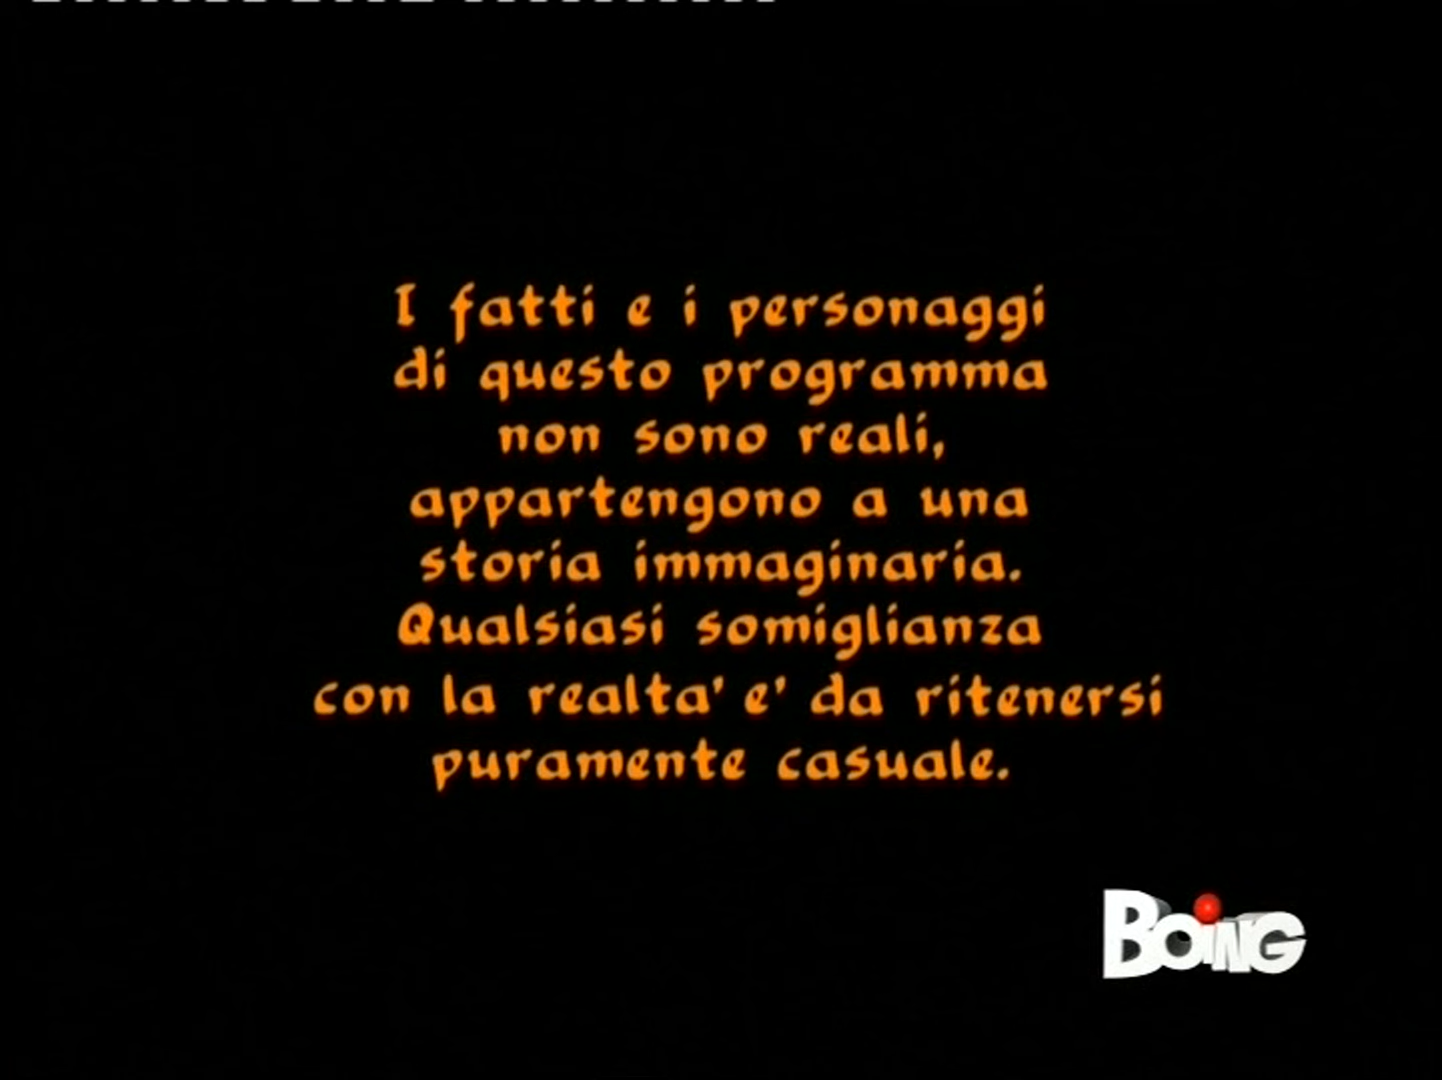 I fatti e i personaggi
di questo programma
non sono reali,
appartengono a una
storia immaginaria.
Qualsiasi somiglianza
con la realta' e' da ritenersi
puramente casuale.
BOING